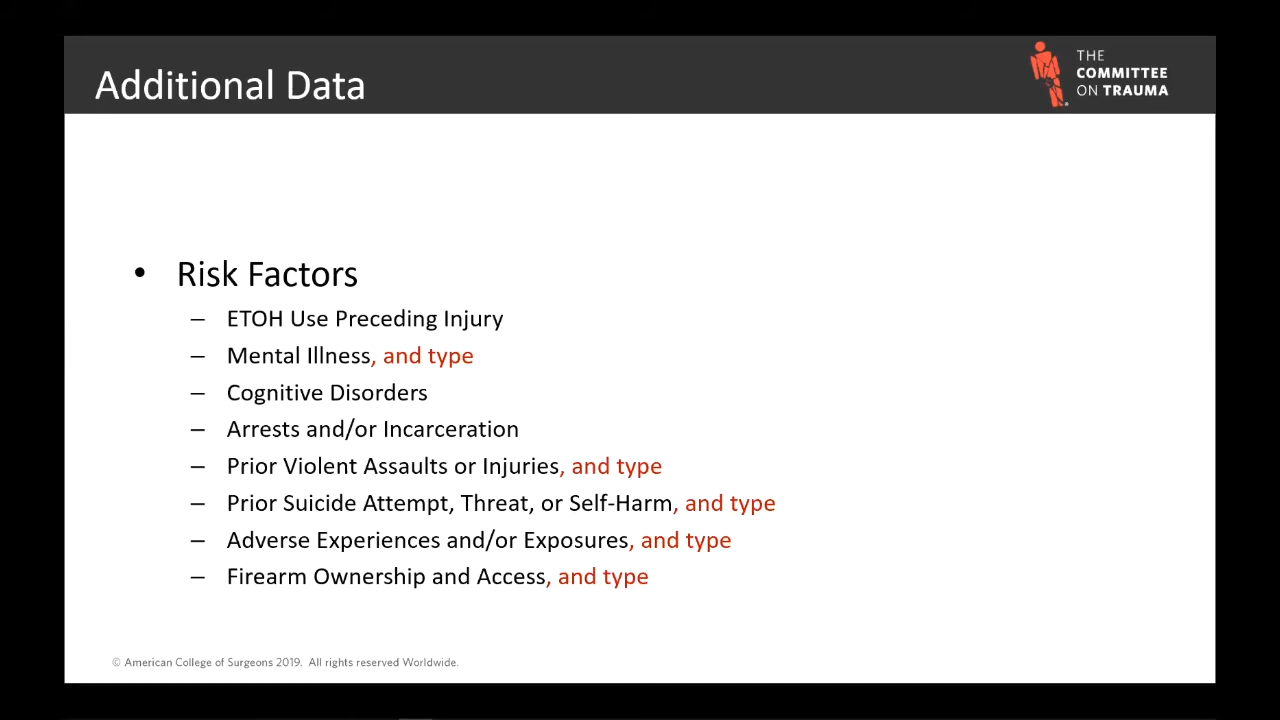 Additional Data
THE
COMMITTEE
ON TRAUMA
• Risk Factors
– ETOH Use Preceding Injury
– Mental Illness, and type
– Cognitive Disorders
– Arrests and/or Incarceration
– Prior Violent Assaults or Injuries, and type
– Prior Suicide Attempt, Threat, or Self-Harm, and type
– Adverse Experiences and/or Exposures, and type
– Firearm Ownership and Access, and type
© American College of Surgeons 2019. All rights reserved Worldwide.